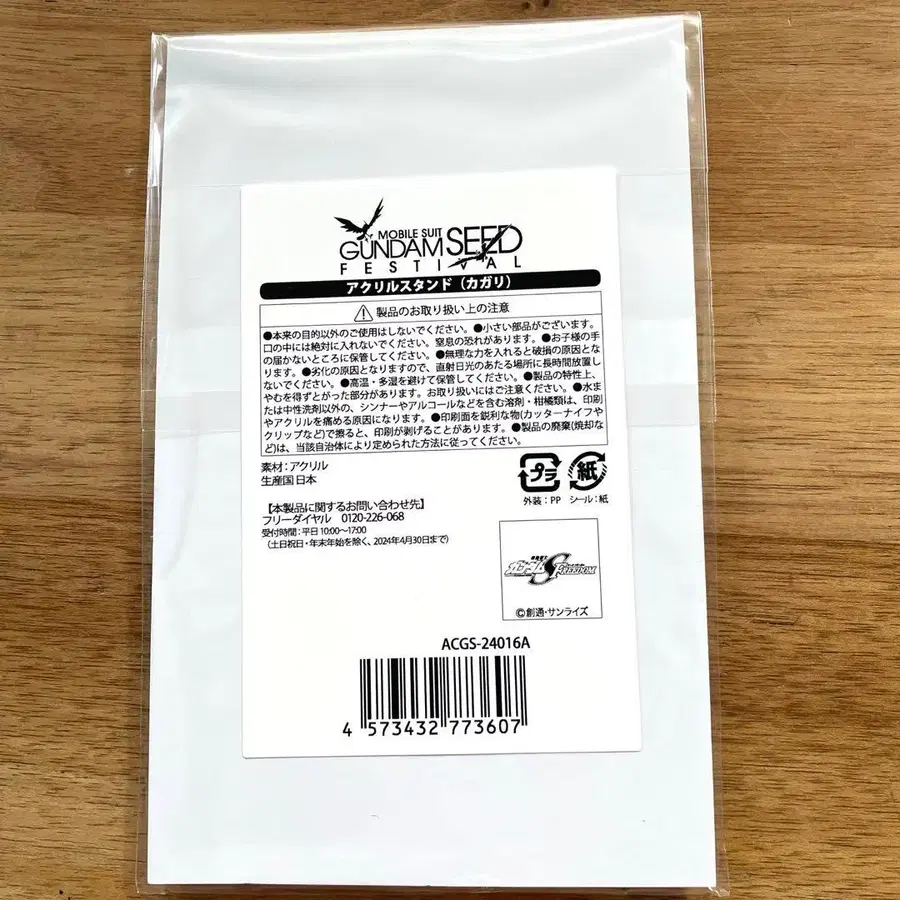 MOBILE SUIT
GUNDAM SEED
FESTIVAL
アクリルスタンド（カガリ）
製品のお取り扱い上の注意
●本来の目的以外のご使用はしないでください。●小さい部品がございます。
口の中には絶対に入れないでください。窒息の恐れがあります。●お子様の手
の届かないところに保管してください。●無理な力を入れると破損の原因とな
ります。●劣化の原因となりますので、直射日光のあたる場所に長時間放置し
ないでください。●高温・多湿を避けて保管してください。●製品の特性上、
やむを得ずとがった部分があります。お取り扱いにはご注意ください。●水ま
たは中性洗剤以外の、シンナーやアルコールなどを含む溶剤・柑橘類は、印刷
やアクリルを痛める原因になります。●印刷面を鋭利な物(カッターナイフや
クリップなど)で擦ると、印刷が剥げることがあります。●製品の廃棄(焼却な
ど)は、当該自治体により定められた方法に従ってください。
素材：アクリル
生産国 日本
プラ
紙
外装：PP シール：紙
【本製品に関するお問い合わせ先】
フリーダイヤル 0120-226-068
受付時間：平日 10:00～17:00
（土日祝日・年末年始を除く、2024年4月30日まで）
ガンダムSEED FREEDOM
©創通・サンライズ
ACGS-24016A
4 573432 773607